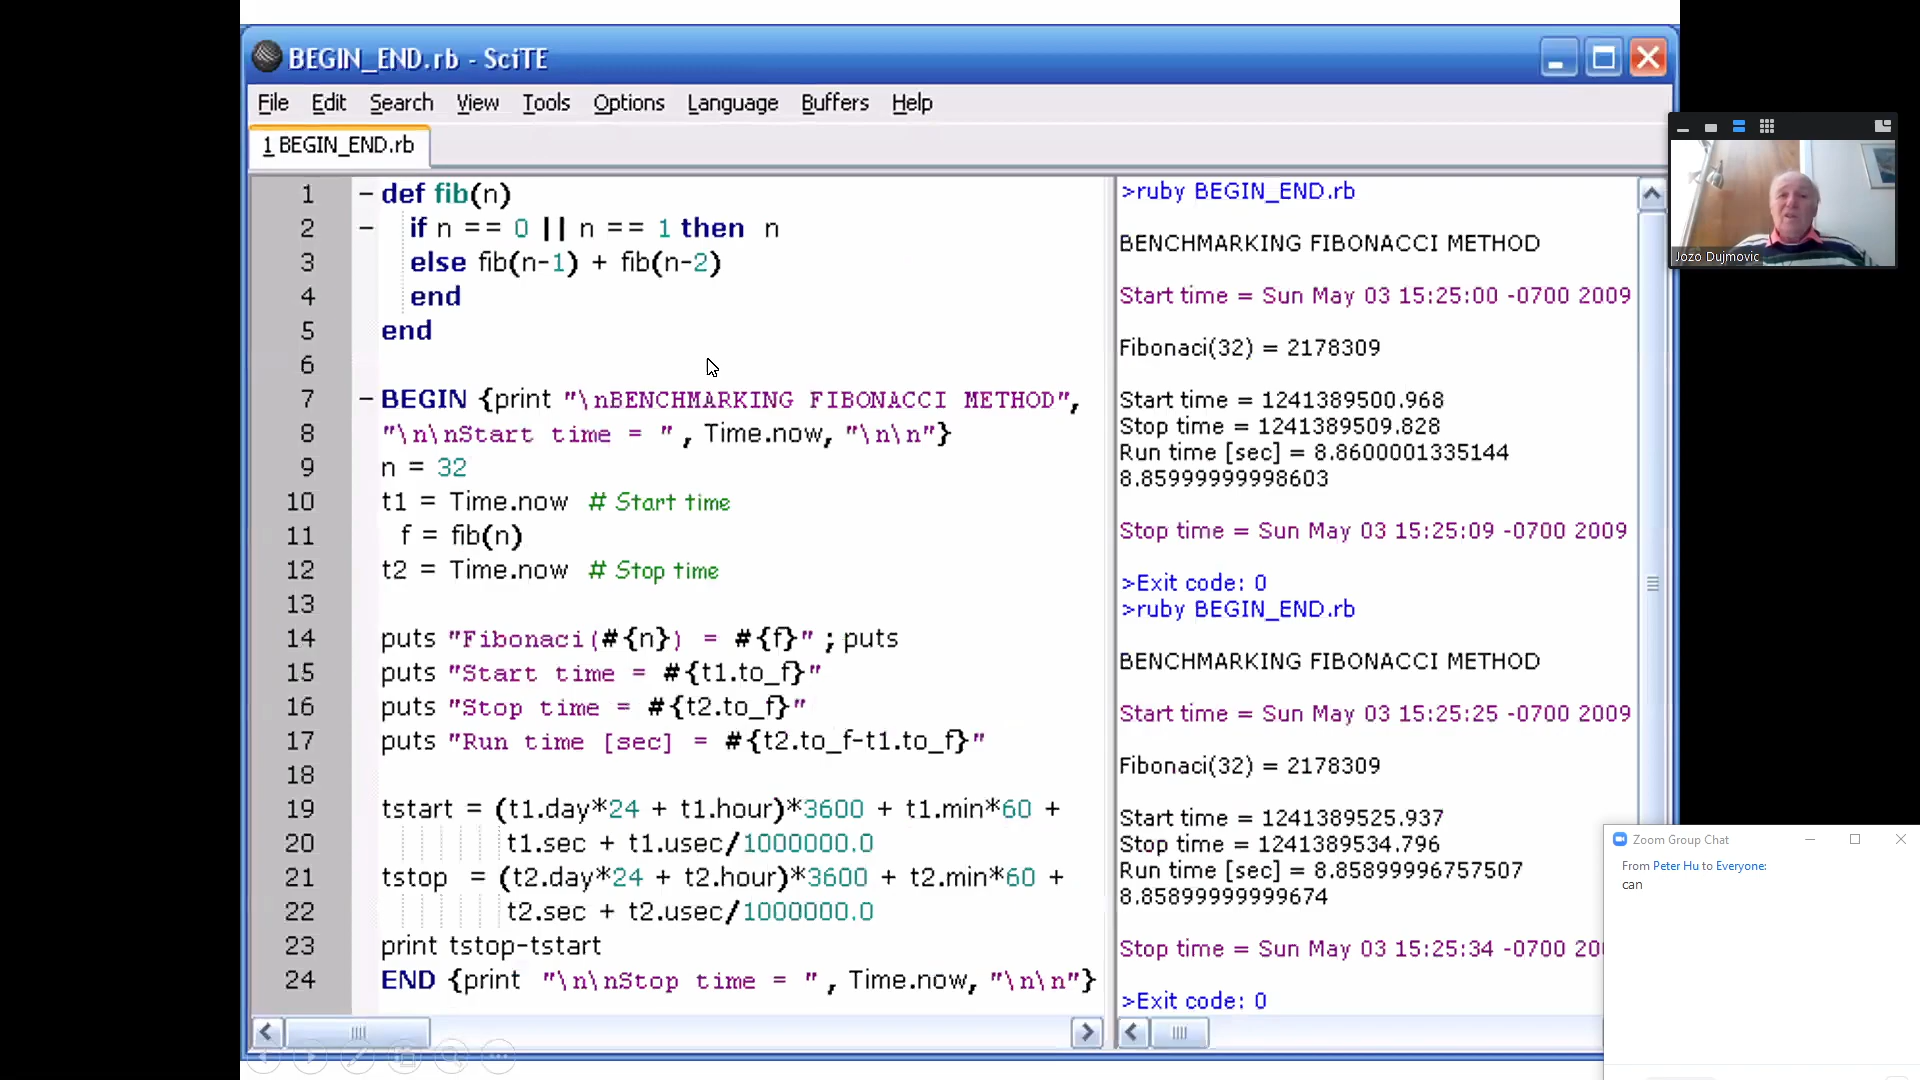 BEGIN_END.rb - SciTE
File Edit Search View Tools Options Language Buffers Help
1 BEGIN_END.rb
1 def fib(n)
2 if n == 0 || n == 1 then n
3 else fib(n-1) + fib(n-2)
4 end
5 end
6
7 BEGIN {print "\nBENCHMARKING FIBONACCI METHOD",
8 "\n\nStart time = " , Time.now, "\n\n"}
9 n = 32
10 t1 = Time.now # Start time
11 f = fib(n)
12 t2 = Time.now # Stop time
13
14 puts "Fibonaci(#{n}) = #{f}" ; puts
15 puts "Start time = #{t1.to_f}"
16 puts "Stop time = #{t2.to_f}"
17 puts "Run time [sec] = #{t2.to_f-t1.to_f}"
18
19 tstart = (t1.day*24 + t1.hour)*3600 + t1.min*60 +
20 t1.sec + t1.usec/1000000.0
21 tstop = (t2.day*24 + t2.hour)*3600 + t2.min*60 +
22 t2.sec + t2.usec/1000000.0
23 print tstop-tstart
24 END {print "\n\nStop time = " , Time.now, "\n\n"}
>ruby BEGIN_END.rb
BENCHMARKING FIBONACCI METHOD
Start time = Sun May 03 15:25:00 -0700 2009
Fibonaci(32) = 2178309
Start time = 1241389500.968
Stop time = 1241389509.828
Run time [sec] = 8.8600001335144
8.85999999998603
Stop time = Sun May 03 15:25:09 -0700 2009
>Exit code: 0
>ruby BEGIN_END.rb
BENCHMARKING FIBONACCI METHOD
Start time = Sun May 03 15:25:25 -0700 2009
Fibonaci(32) = 2178309
Start time = 1241389525.937
Stop time = 1241389534.796
Run time [sec] = 8.85899996757507
8.85899999999674
Stop time = Sun May 03 15:25:34 -0700 20
>Exit code: 0
Jozo Dujmovic
Zoom Group Chat
From Peter Hu to Everyone:
can